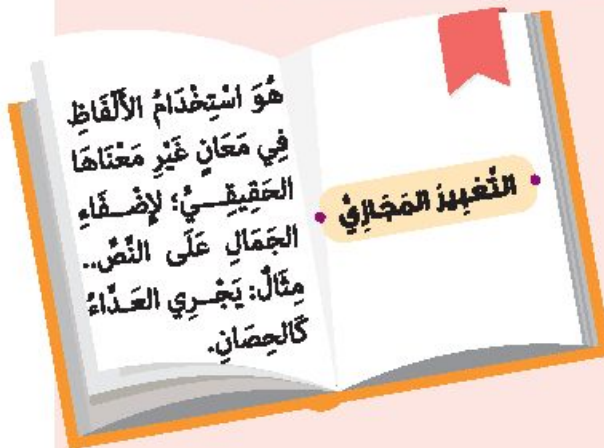 التَّعْبِيرُ المَجَازِيُّ
هُوَ اسْتِخْدَامُ الأَلْفَاظِ
فِي مَعَانٍ غَيْرِ مَعْنَاهَا
الحَقِيقِـيِّ؛ لِإِضْـفَاءِ
الجَمَالِ عَلَى النَّصِّ..
مِثَالٌ: يَجْـرِي العَـدَّاءُ
كَالحِصَانِ.